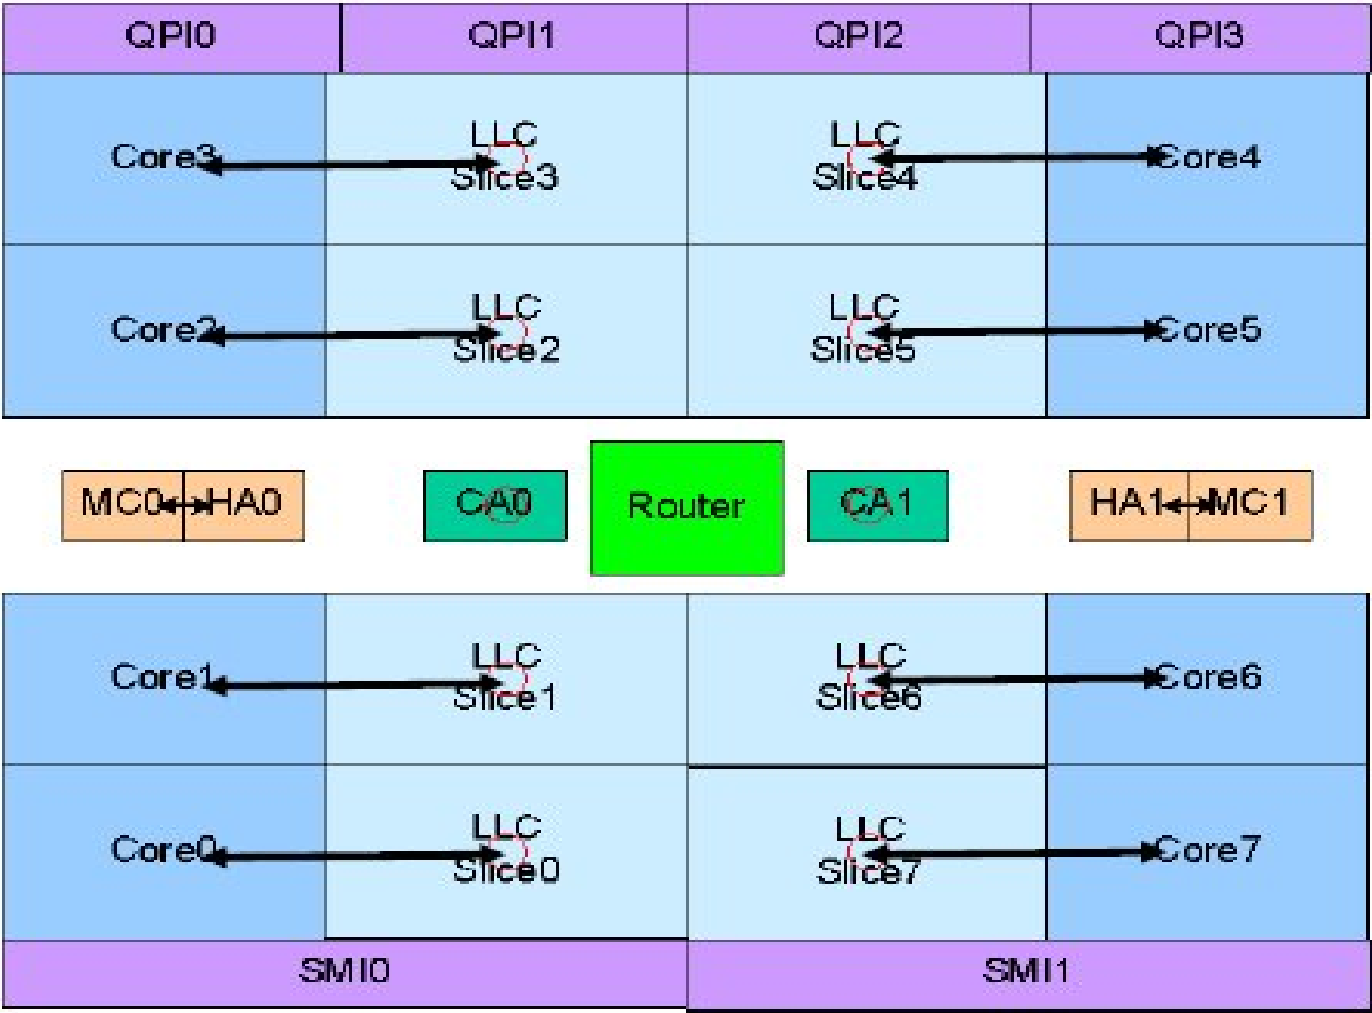 QPI0 QPI1 QPI2 QPI3
Core3 LLC Slice3 LLC Slice4 Core4
Core2 LLC Slice2 LLC Slice5 Core5
MC0 HA0 CA0 Router CA1 HA1 MC1
Core1 LLC Slice1 LLC Slice6 Core6
Core0 LLC Slice0 LLC Slice7 Core7
SMI0 SMI1